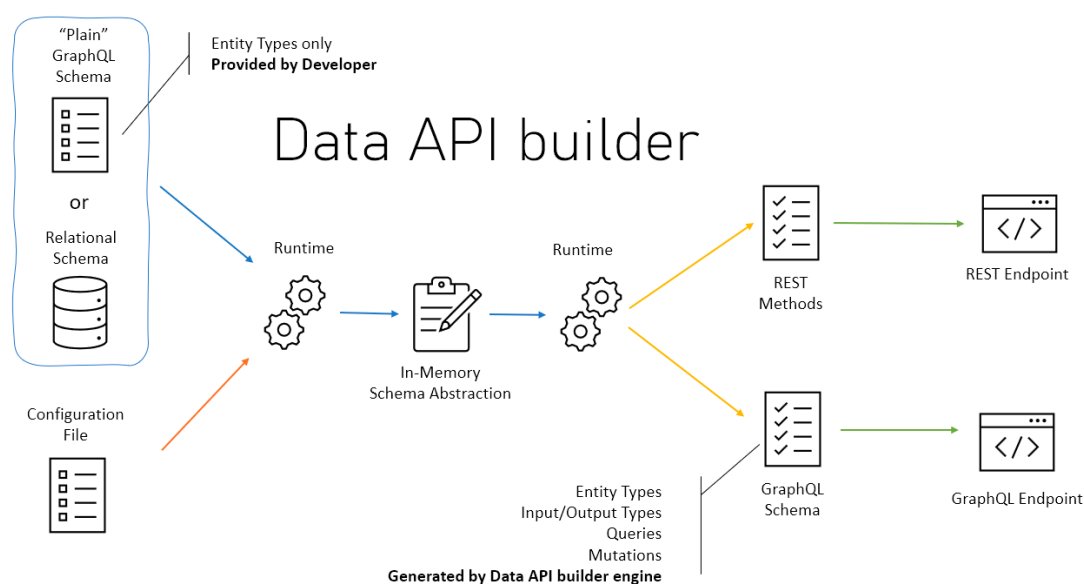 “Plain”
GraphQL
Schema
Entity Types only
Provided by Developer
Data API builder
or
Relational
Schema
Runtime
Runtime
REST
Methods
REST Endpoint
In-Memory
Schema Abstraction
Configuration
File
Entity Types
Input/Output Types
Queries
Mutations
Generated by Data API builder engine
GraphQL
Schema
GraphQL Endpoint